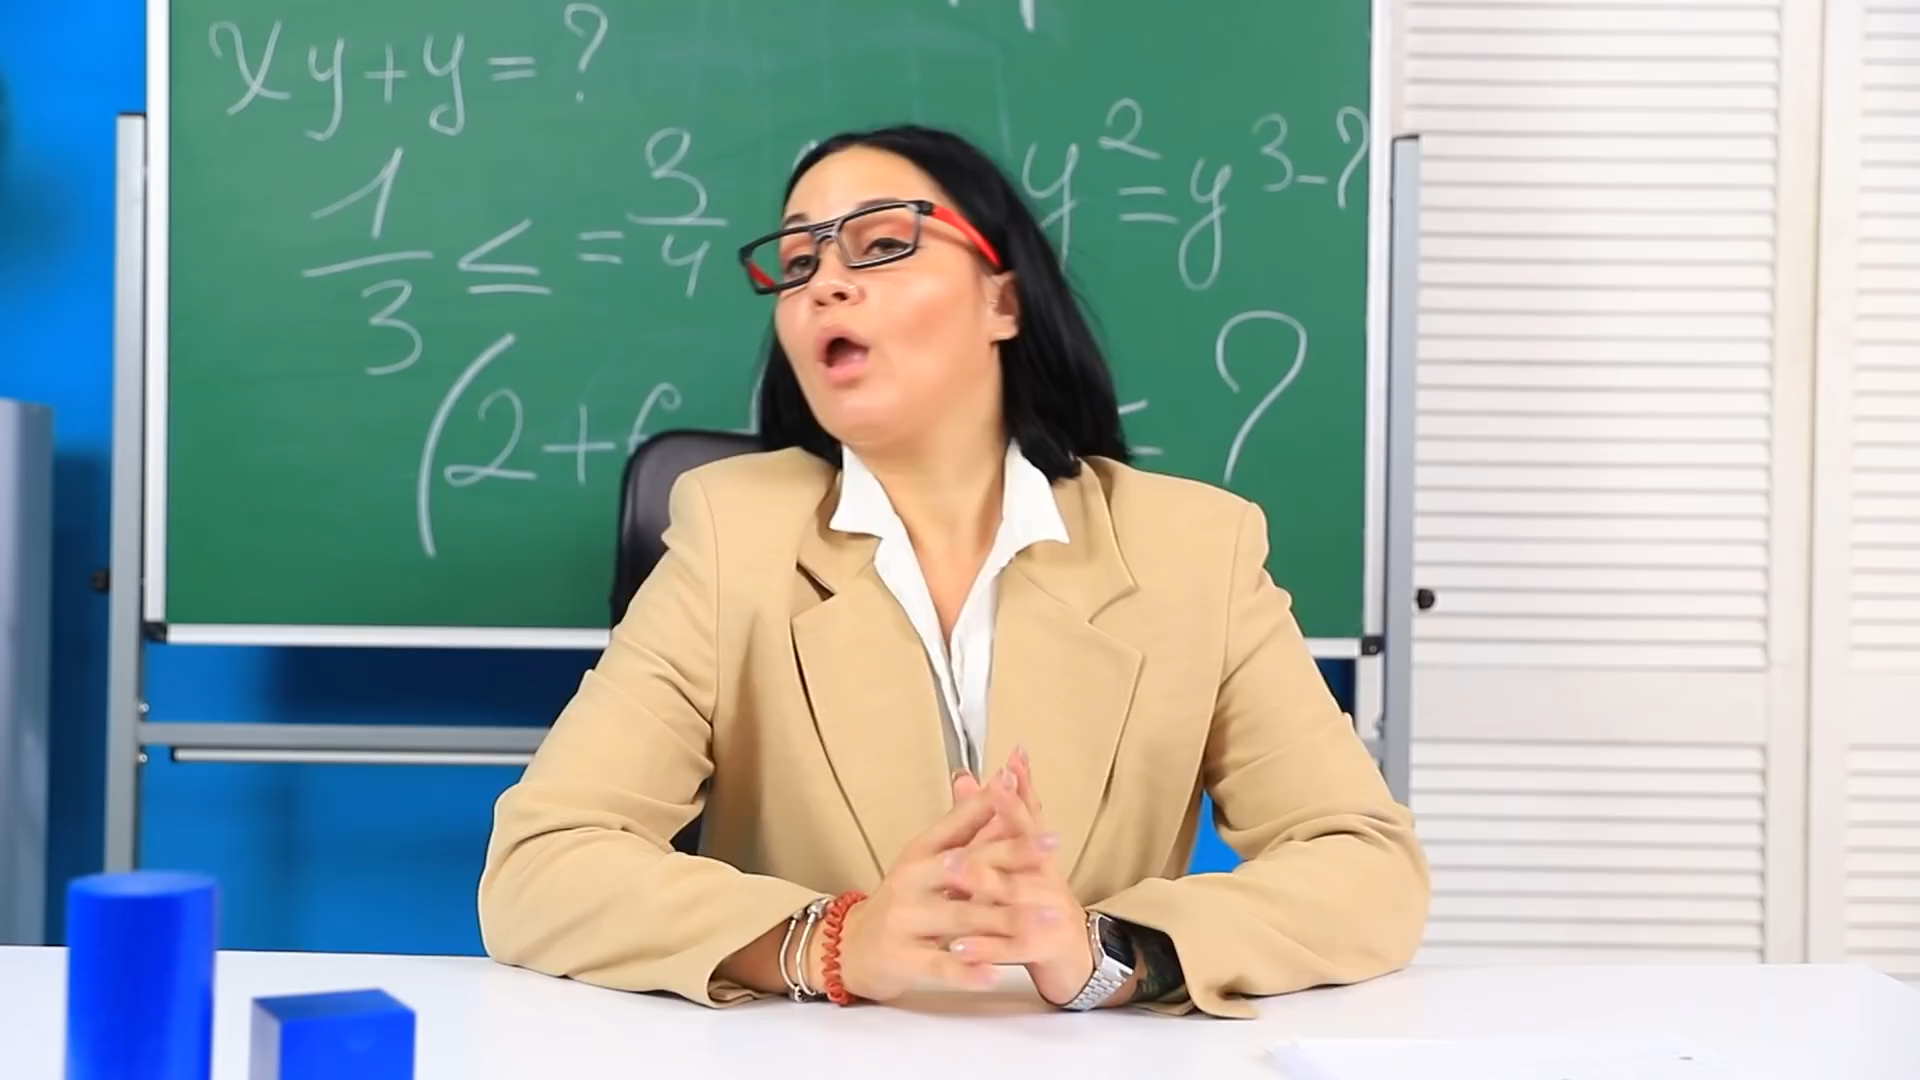 xy+y=?
1/3 ≤ = 3/4
y²=y³-?
(2+
= ?